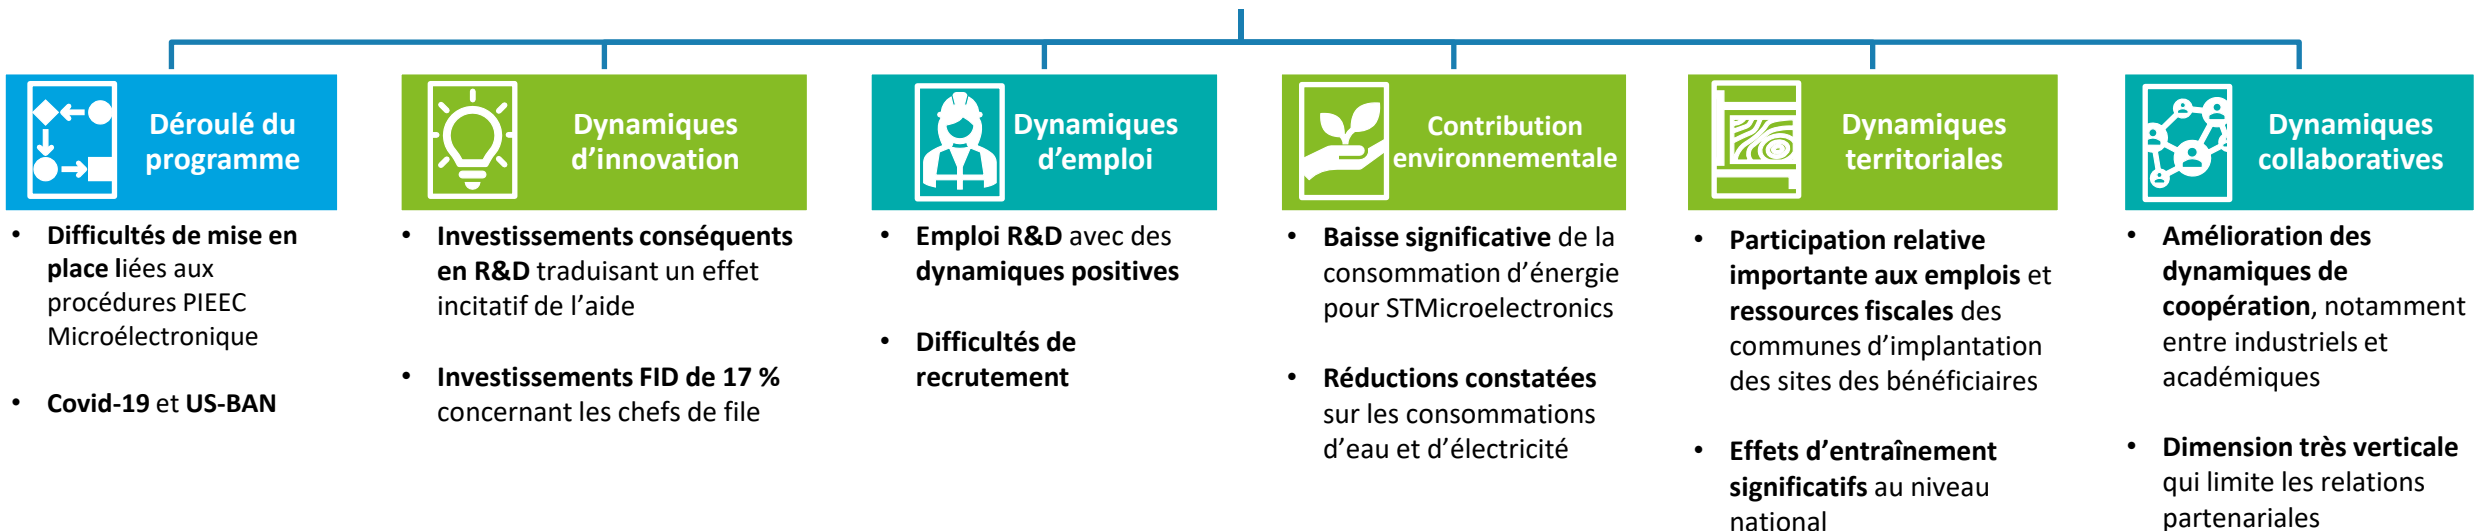 Déroulé du
programme
• Difficultés de mise en
place liées aux
procédures PIEEC
Microélectronique
• Covid-19 et US-BAN
Dynamiques
d’innovation
• Investissements conséquents
en R&D traduisant un effet
incitatif de l’aide
• Investissements FID de 17 %
concernant les chefs de file
Dynamiques
d’emploi
• Emploi R&D avec des
dynamiques positives
• Difficultés de
recrutement
Contribution
environnementale
• Baisse significative de la
consommation d’énergie
pour STMicroelectronics
• Réductions constatées
sur les consommations
d’eau et d’électricité
Dynamiques
territoriales
• Participation relative
importante aux emplois et
ressources fiscales des
communes d’implantation
des sites des bénéficiaires
• Effets d’entraînement
significatifs au niveau
national
Dynamiques
collaboratives
• Amélioration des
dynamiques de
coopération, notamment
entre industriels et
académiques
• Dimension très verticale
qui limite les relations
partenariales